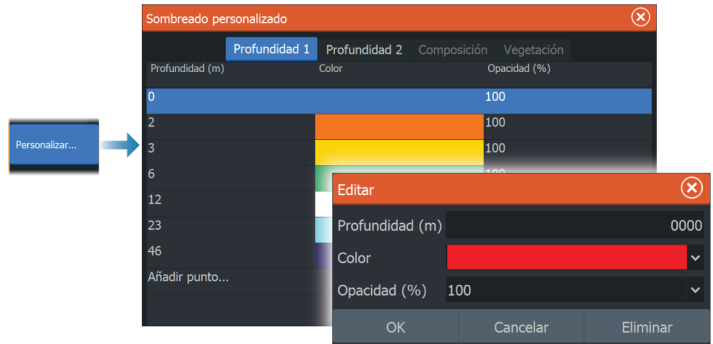 Sombreado personalizado
Profundidad 1 Profundidad 2 Composición Vegetación
Profundidad (m) Color Opacidad (%)
0 100
2 100
3 100
6 100
12
23
46
Añadir punto...
Personalizar...
Editar
Profundidad (m) 0000
Color
Opacidad (%) 100
OK Cancelar Eliminar